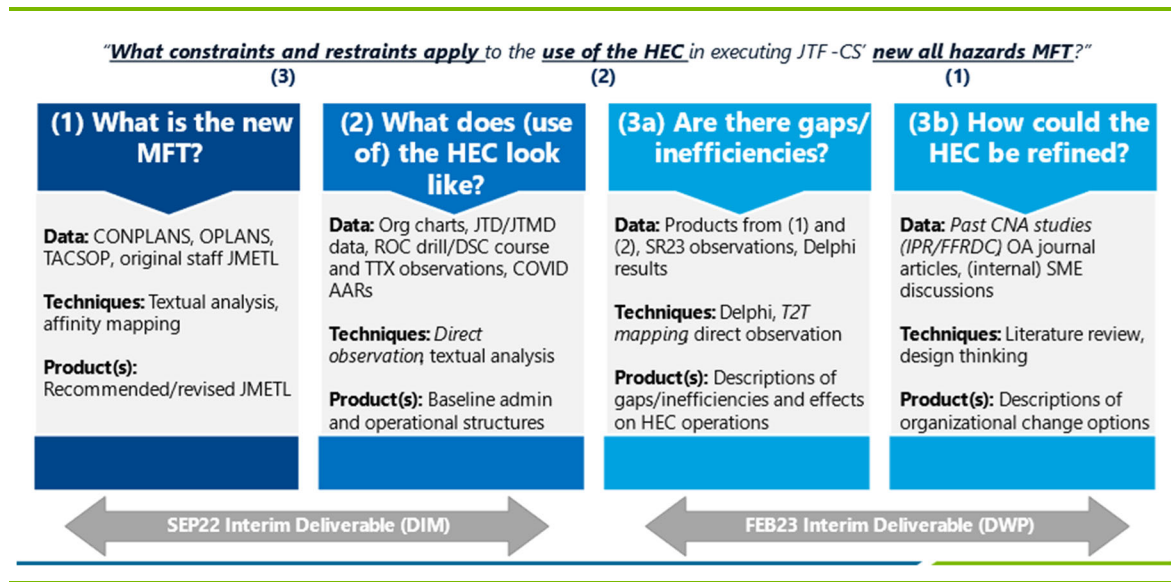 “What constraints and restraints apply to the use of the HEC in executing JTF -CS’ new all hazards MFT?”
(3) (2) (1)
(1) What is the new
MFT?
Data: CONPLANS, OPLANS,
TACSOP, original staff JMETL
Techniques: Textual analysis,
affinity mapping
Product(s):
Recommended/revised JMETL
(2) What does (use
of) the HEC look
like?
Data: Org charts, JTD/JTMD
data, ROC drill/DSC course
and TTX observations, COVID
AARs
Techniques: Direct
observation, textual analysis
Product(s): Baseline admin
and operational structures
(3a) Are there gaps/
inefficiencies?
Data: Products from (1) and
(2), SR23 observations, Delphi
results
Techniques: Delphi, T2T
mapping, direct observation
Product(s): Descriptions of
gaps/inefficiencies and effects
on HEC operations
(3b) How could the
HEC be refined?
Data: Past CNA studies
(IPR/FFRDC), OA journal
articles, (internal) SME
discussions
Techniques: Literature review,
design thinking
Product(s): Descriptions of
organizational change options
SEP22 Interim Deliverable (DIM)
FEB23 Interim Deliverable (DWP)